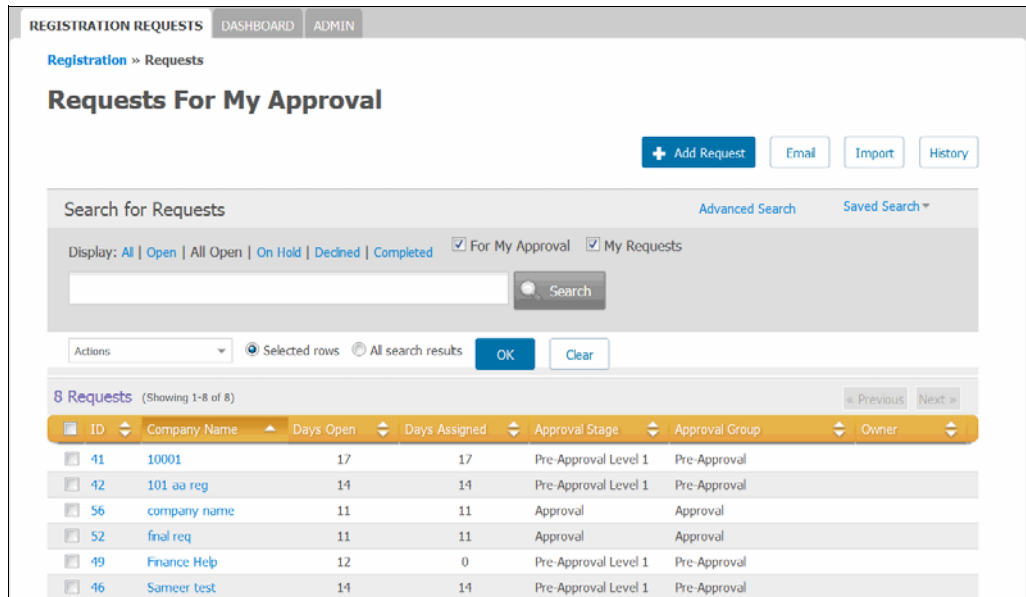 REGISTRATION REQUESTS DASHBOARD ADMIN
Registration » Requests
Requests For My Approval
Add Request Email Import History
Search for Requests Advanced Search Saved Search
Display: All | Open | All Open | On Hold | Declined | Completed For My Approval My Requests
Search
Actions Selected rows All search results OK Clear
8 Requests (Showing 1-8 of 8) « Previous Next »
ID Company Name Days Open Days Assigned Approval Stage Approval Group Owner
41 10001 17 17 Pre-Approval Level 1 Pre-Approval
42 101 aa reg 14 14 Pre-Approval Level 1 Pre-Approval
56 company name 11 11 Approval Approval
52 final req 11 11 Approval Approval
49 Finance Help 12 0 Pre-Approval Level 1 Pre-Approval
46 Sameer test 14 14 Pre-Approval Level 1 Pre-Approval